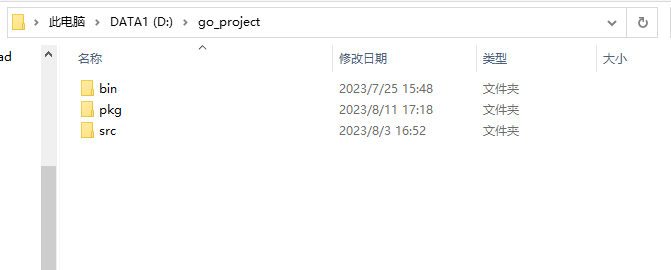 此电脑 > DATA1 (D:) > go_project
ad
名称 修改日期 类型 大小
bin 2023/7/25 15:48 文件夹
pkg 2023/8/11 17:18 文件夹
src 2023/8/3 16:52 文件夹